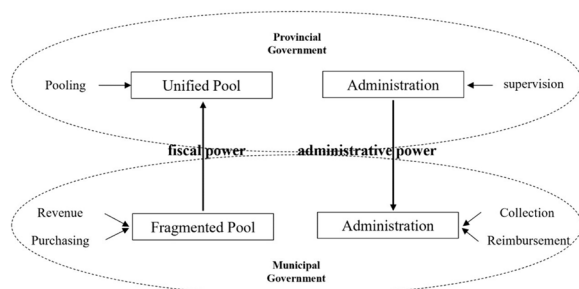 Provincial
Government
Pooling
Unified Pool
Administration
supervision
fiscal power
administrative power
Revenue
Purchasing
Fragmented Pool
Administration
Collection
Reimbursement
Municipal
Government